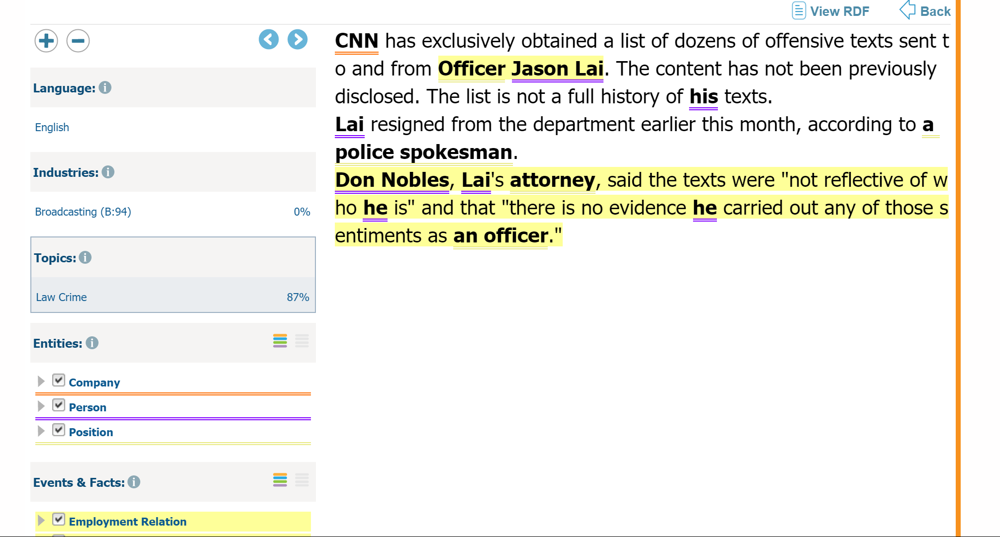 View RDF
Back
Language:
English
Industries:
Broadcasting (B:94) 0%
Topics:
Law Crime 87%
Entities:
Company
Person
Position
Events & Facts:
Employment Relation
CNN has exclusively obtained a list of dozens of offensive texts sent t
o and from Officer Jason Lai. The content has not been previously
disclosed. The list is not a full history of his texts.
Lai resigned from the department earlier this month, according to a
police spokesman.
Don Nobles, Lai's attorney, said the texts were "not reflective of w
ho he is" and that "there is no evidence he carried out any of those s
entiments as an officer."